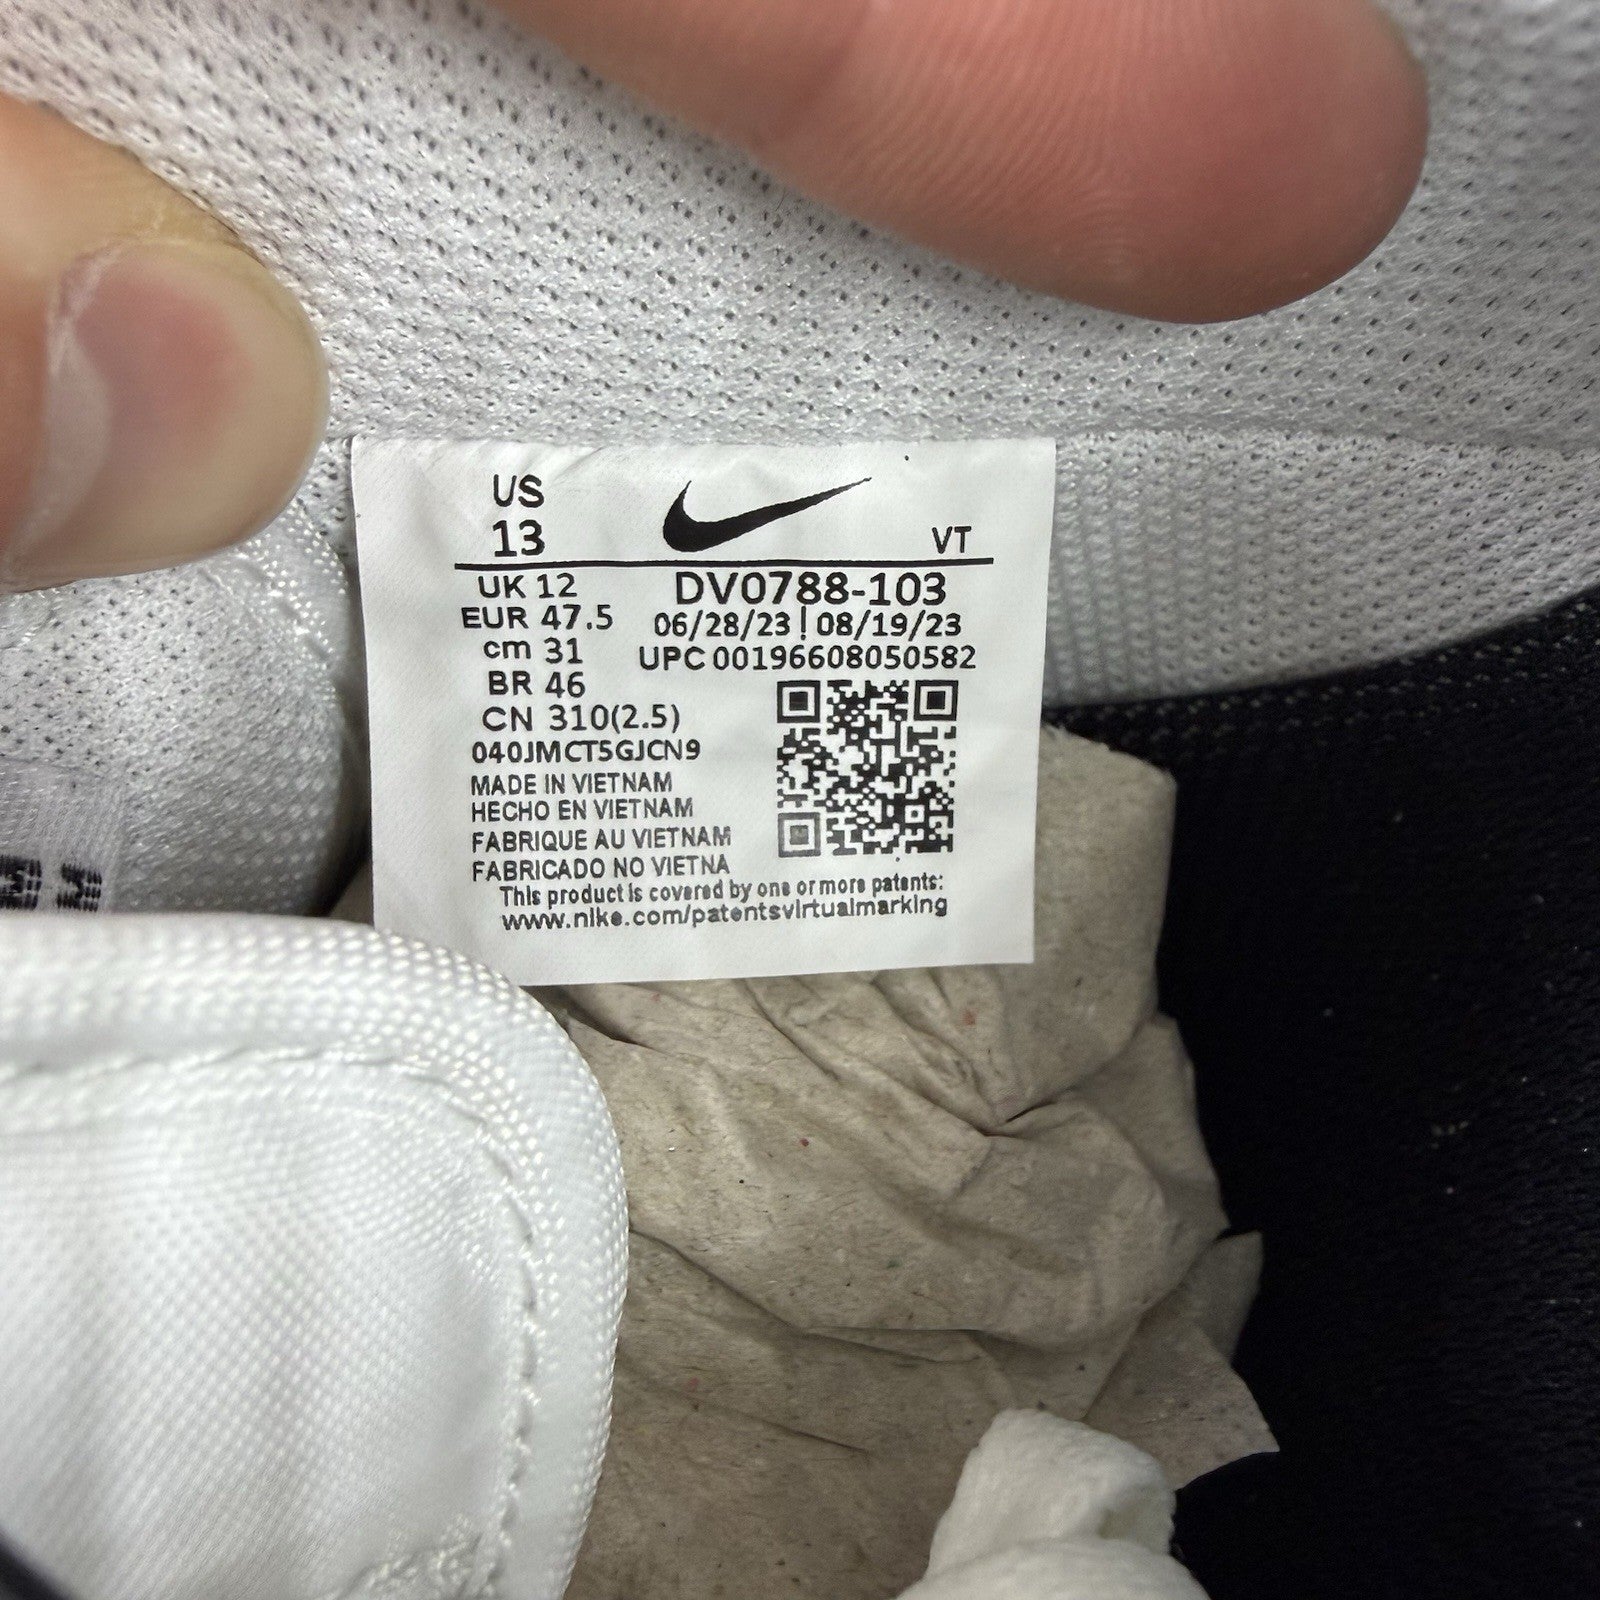 US
13
VT
UK 12
EUR 47.5
cm 31
BR 46
CN 310(2.5)
DV0788-103
06/28/23|08/19/23
UPC 00196608050582
040JMCT5GJCN9
MADE IN VIETNAM
HECHO EN VIETNAM
FABRIQUE AU VIETNAM
FABRICADO NO VIETNA
This product is covered by one or more patents:
www.nike.com/patentsvirtualmarking